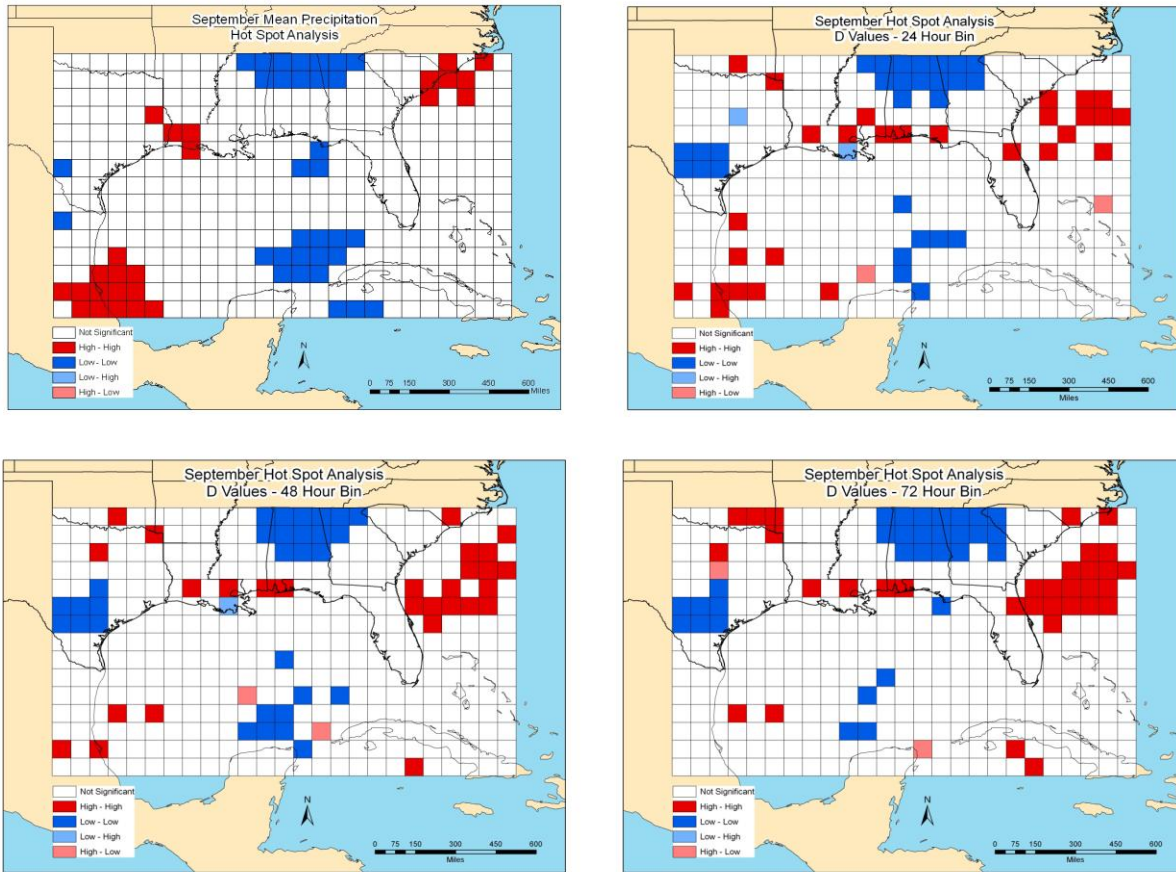 September Mean Precipitation
Hot Spot Analysis
Not Significant
High - High
Low - Low
Low - High
High - Low
N
0 75 150 300 450 600
Miles
September Hot Spot Analysis
D Values - 24 Hour Bin
Not Significant
High - High
Low - Low
Low - High
High - Low
N
0 75 150 300 450 600
Miles
September Hot Spot Analysis
D Values - 48 Hour Bin
Not Significant
High - High
Low - Low
Low - High
High - Low
N
0 75 150 300 450 600
Miles
September Hot Spot Analysis
D Values - 72 Hour Bin
Not Significant
High - High
Low - Low
Low - High
High - Low
N
0 75 150 300 450 600
Miles